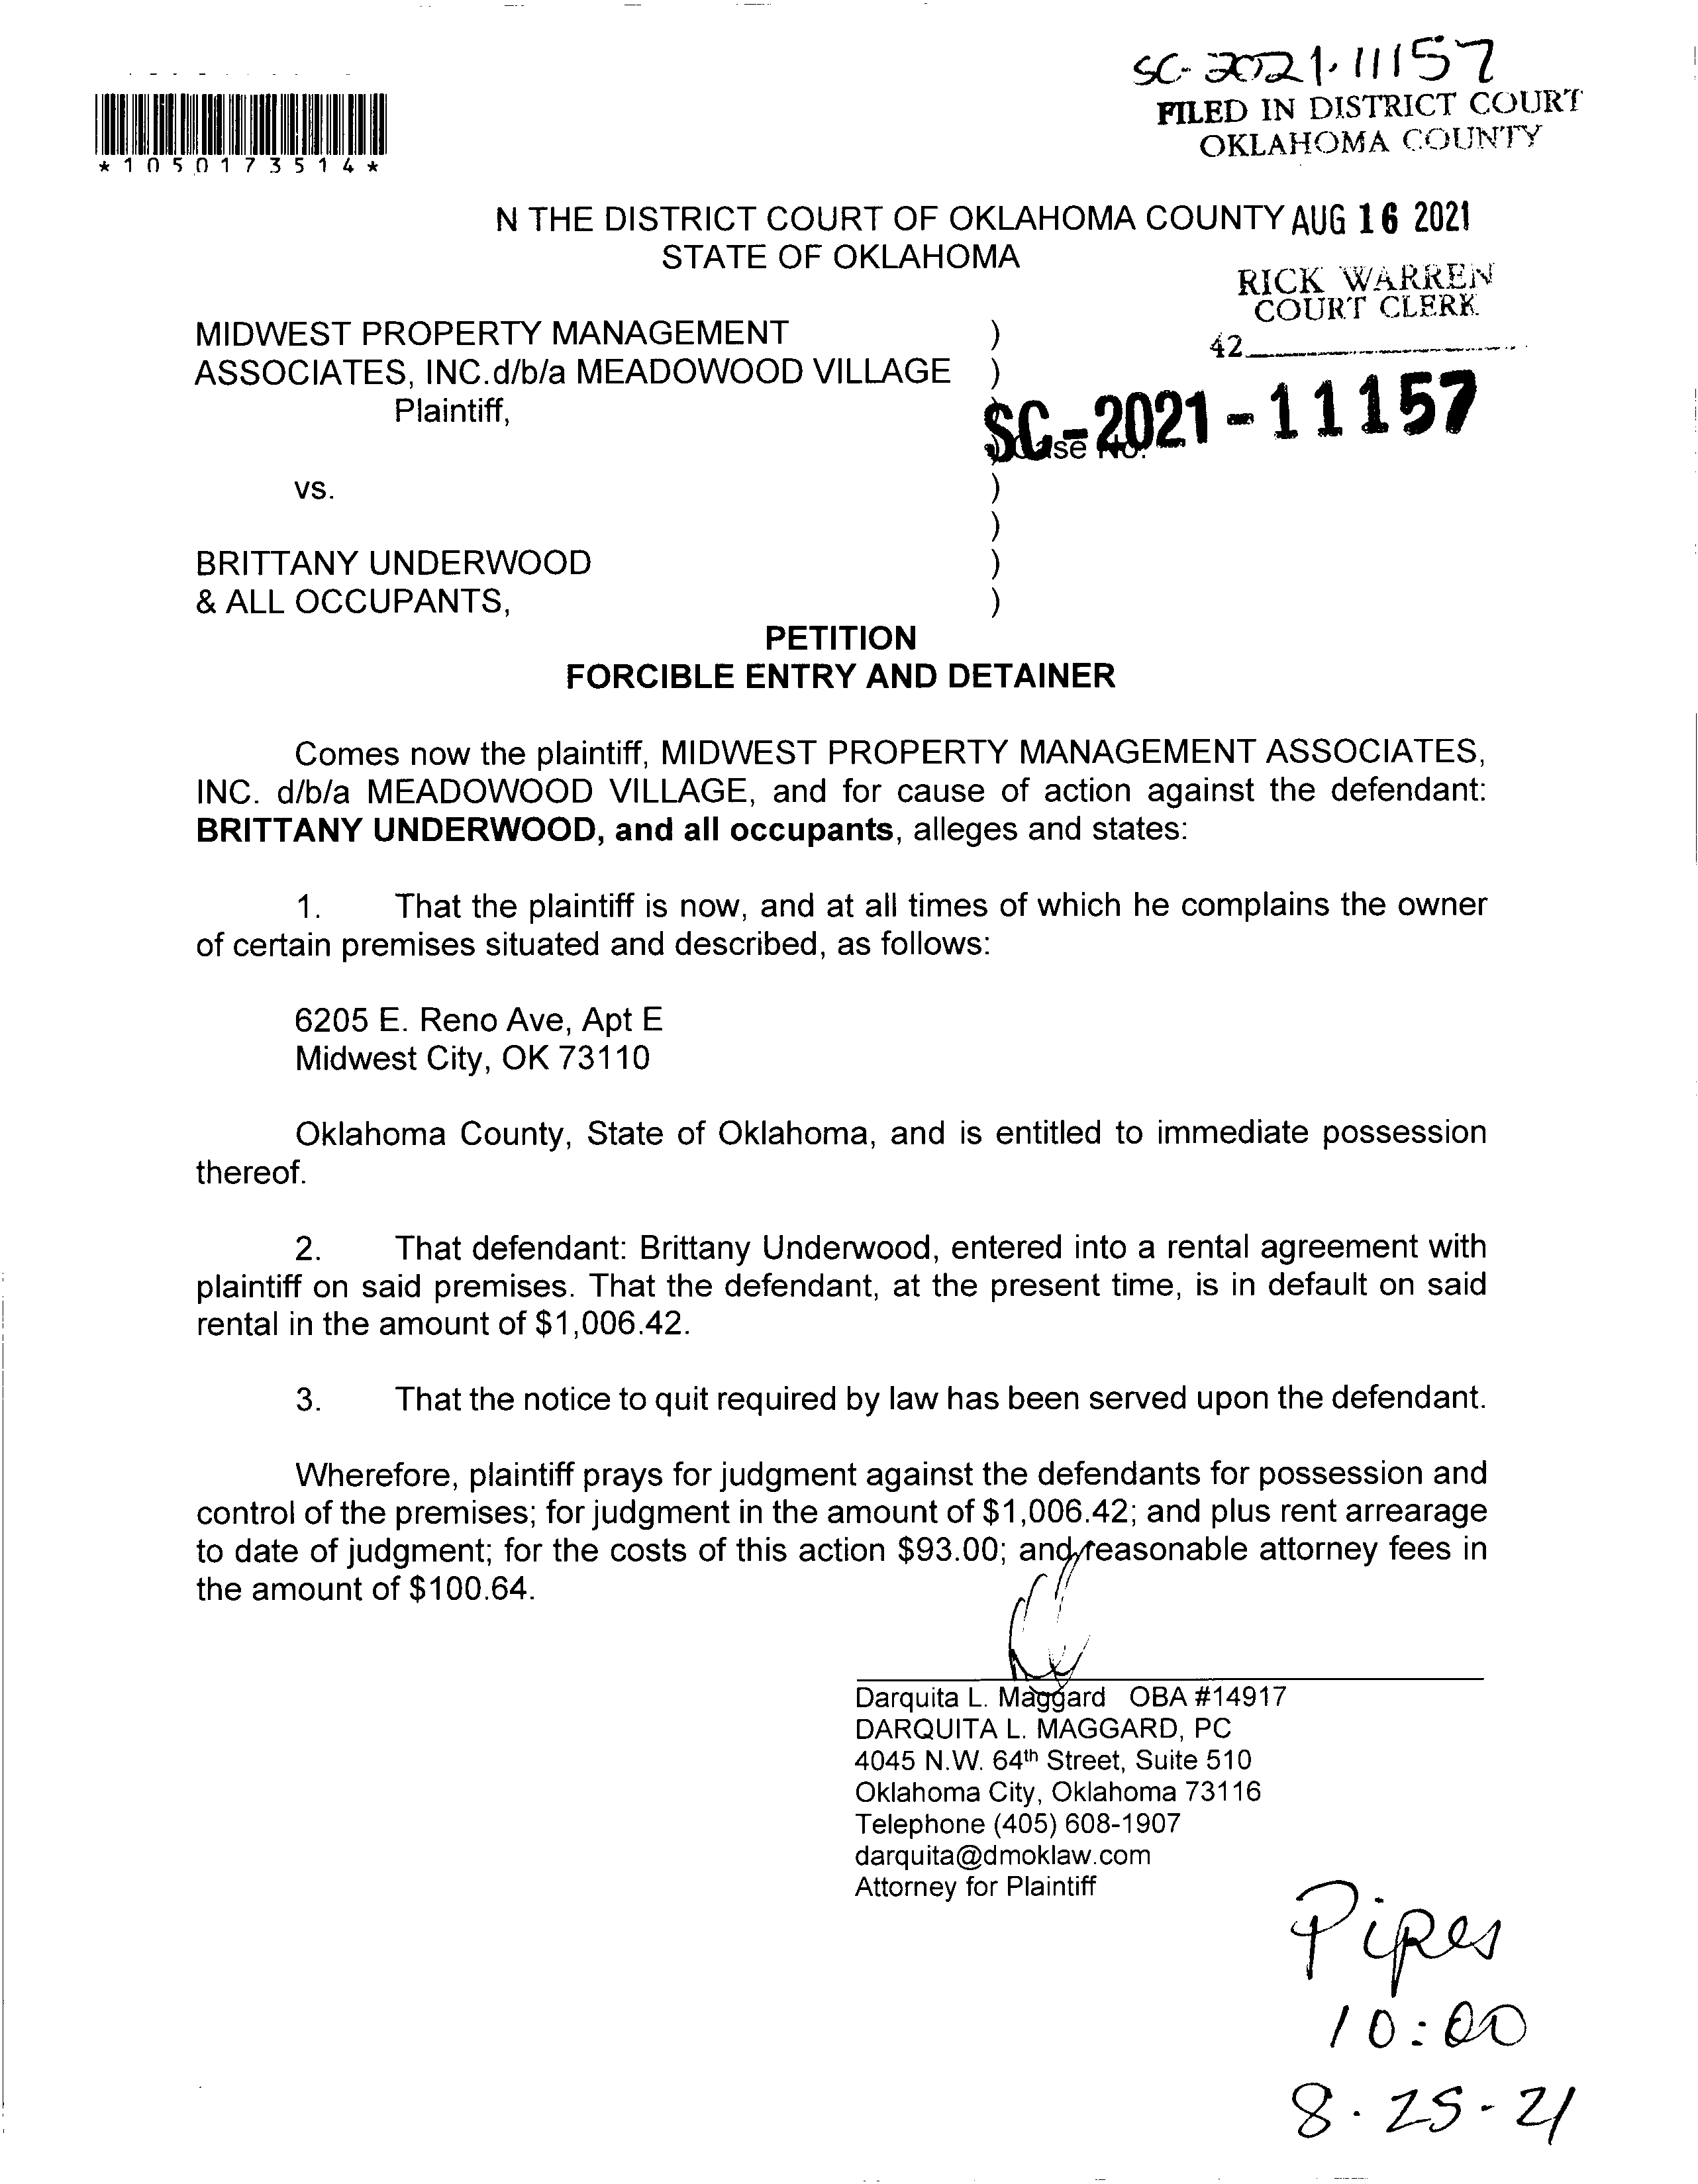 SC-2021-11157
FILED IN DISTRICT COURT
OKLAHOMA COUNTY
*1050173514*
N THE DISTRICT COURT OF OKLAHOMA COUNTY AUG 16 2021
STATE OF OKLAHOMA
RICK WARREN
COURT CLERK
42
MIDWEST PROPERTY MANAGEMENT )
ASSOCIATES, INC.d/b/a MEADOWOOD VILLAGE )
Plaintiff, )
SC-2021-11157
) Case No.
vs. )
)
BRITTANY UNDERWOOD )
& ALL OCCUPANTS, )
PETITION
FORCIBLE ENTRY AND DETAINER
Comes now the plaintiff, MIDWEST PROPERTY MANAGEMENT ASSOCIATES,
INC. d/b/a MEADOWOOD VILLAGE, and for cause of action against the defendant:
BRITTANY UNDERWOOD, and all occupants, alleges and states:
1. That the plaintiff is now, and at all times of which he complains the owner
of certain premises situated and described, as follows:
6205 E. Reno Ave, Apt E
Midwest City, OK 73110
Oklahoma County, State of Oklahoma, and is entitled to immediate possession
thereof.
2. That defendant: Brittany Underwood, entered into a rental agreement with
plaintiff on said premises. That the defendant, at the present time, is in default on said
rental in the amount of $1,006.42.
3. That the notice to quit required by law has been served upon the defendant.
Wherefore, plaintiff prays for judgment against the defendants for possession and
control of the premises; for judgment in the amount of $1,006.42; and plus rent arrearage
to date of judgment; for the costs of this action $93.00; and reasonable attorney fees in
the amount of $100.64.
Darquita L. Maggard OBA #14917
DARQUITA L. MAGGARD, PC
4045 N.W. 64th Street, Suite 510
Oklahoma City, Oklahoma 73116
Telephone (405) 608-1907
darquita@dmoklaw.com
Attorney for Plaintiff
Pipes
10:00
8-25-21